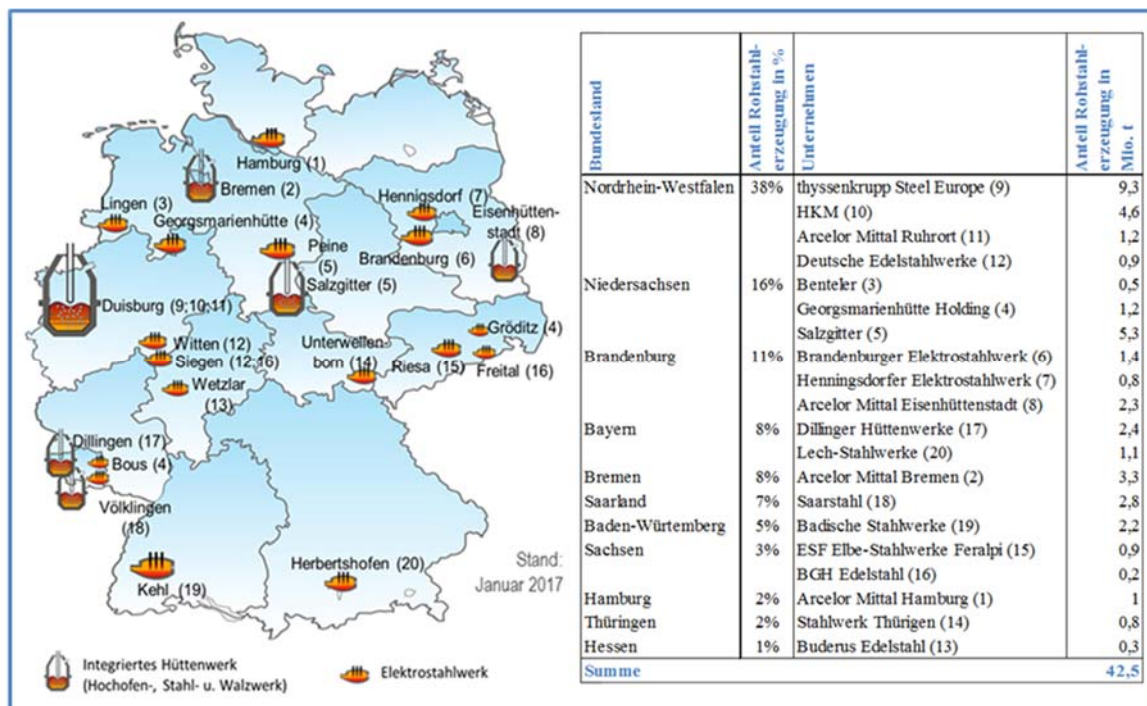 Hamburg (1)
Bremen (2)
Hennigsdorf (7)
Lingen (3)
Georgsmarienhütte (4)
Eisenhütten-
stadt (8)
Peine
(5)
Brandenburg (6)
Salzgitter (5)
Duisburg (9;10;11)
Gröditz (4)
Witten (12)
Unterwellen-
born (14)
Siegen (12;16)
Riesa (15)
Freital (16)
Wetzlar
(13)
Dillingen (17)
Bous (4)
Völklingen
(18)
Stand:
Januar 2017
Herbertshofen (20)
Kehl (19)
Integriertes Hüttenwerk
(Hochofen-, Stahl- u. Walzwerk)
Elektrostahlwerk
Bundesland
Anteil Rohstahl-
erzeugung in %
Unternehmen
Anteil Rohstahl-
erzeugung in
Mio. t
Nordrhein-Westfalen 38% thyssenkrupp Steel Europe (9) 9,3
HKM (10) 4,6
Arcelor Mittal Ruhrort (11) 1,2
Deutsche Edelstahlwerke (12) 0,9
Niedersachsen 16% Benteler (3) 0,5
Georgsmarienhütte Holding (4) 1,2
Salzgitter (5) 5,3
Brandenburg 11% Brandenburger Elektrostahlwerk (6) 1,4
Henningsdorfer Elektrostahlwerk (7) 0,8
Arcelor Mittal Eisenhüttenstadt (8) 2,3
Bayern 8% Dillinger Hüttenwerke (17) 2,4
Lech-Stahlwerke (20) 1,1
Bremen 8% Arcelor Mittal Bremen (2) 3,3
Saarland 7% Saarstahl (18) 2,8
Baden-Würtemberg 5% Badische Stahlwerke (19) 2,2
Sachsen 3% ESF Elbe-Stahlwerke Feralpi (15) 0,9
BGH Edelstahl (16) 0,2
Hamburg 2% Arcelor Mittal Hamburg (1) 1
Thüringen 2% Stahlwerk Thürigen (14) 0,8
Hessen 1% Buderus Edelstahl (13) 0,3
Summe 42,5